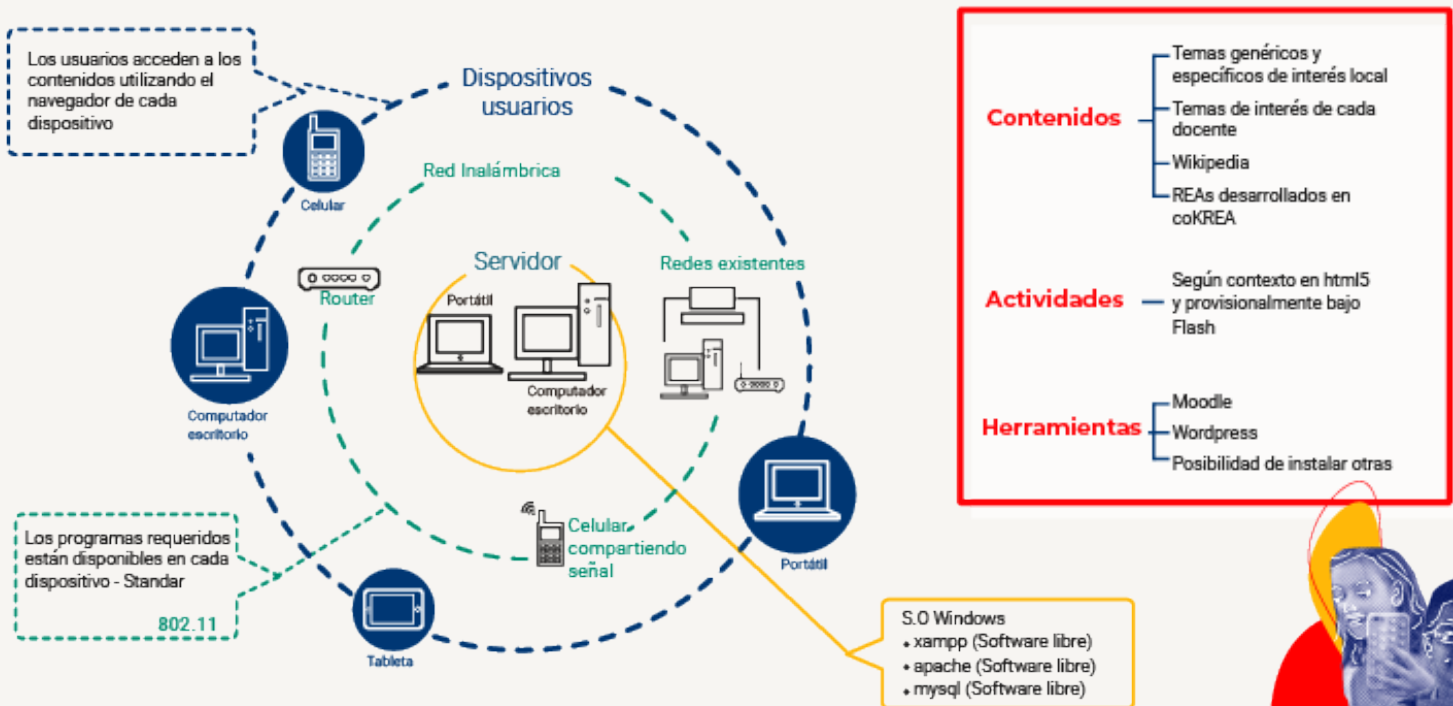 Los usuarios acceden a los
contenidos utilizando el
navegador de cada
dispositivo
Dispositivos
usuarios
Celular
Red Inalámbrica
Router
Servidor
Portátil
Computador
escritorio
Redes existentes
Computador
escritorio
Celular
compartiendo
señal
Portátil
Tableta
Los programas requeridos
están disponibles en cada
dispositivo - Standar
802.11
S.O Windows
• xampp (Software libre)
• apache (Software libre)
• mysql (Software libre)
Contenidos
Temas genéricos y
específicos de interés local
Temas de interés de cada
docente
Wikipedia
REAs desarrollados en
coKREA
Actividades
Según contexto en html5
y provisionalmente bajo
Flash
Herramientas
Moodle
Wordpress
Posibilidad de instalar otras